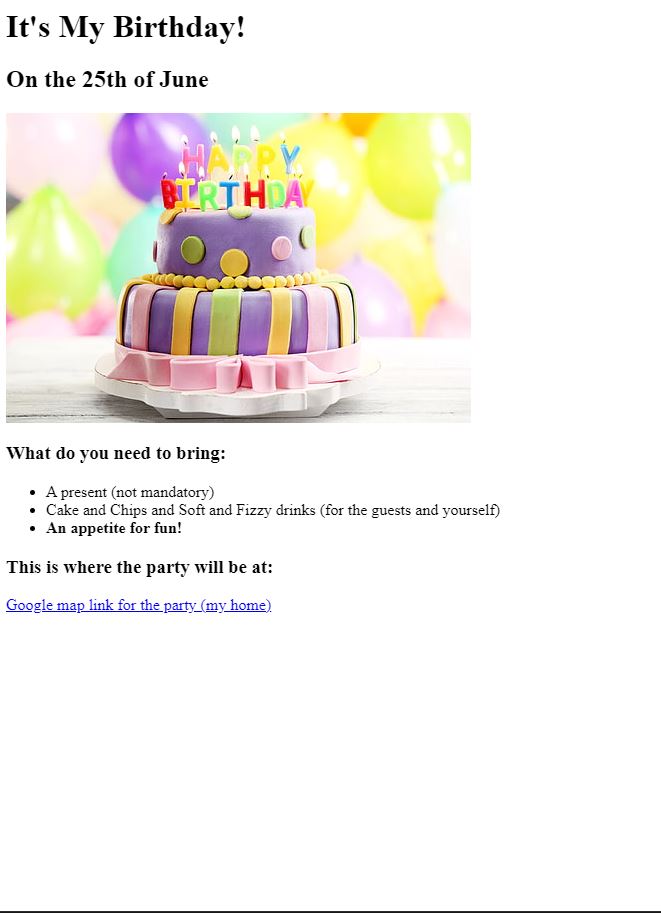 It's My Birthday!
On the 25th of June
HAPPY
BIRTHDAY
What do you need to bring:
A present (not mandatory)
Cake and Chips and Soft and Fizzy drinks (for the guests and yourself)
An appetite for fun!
This is where the party will be at:
Google map link for the party (my home)